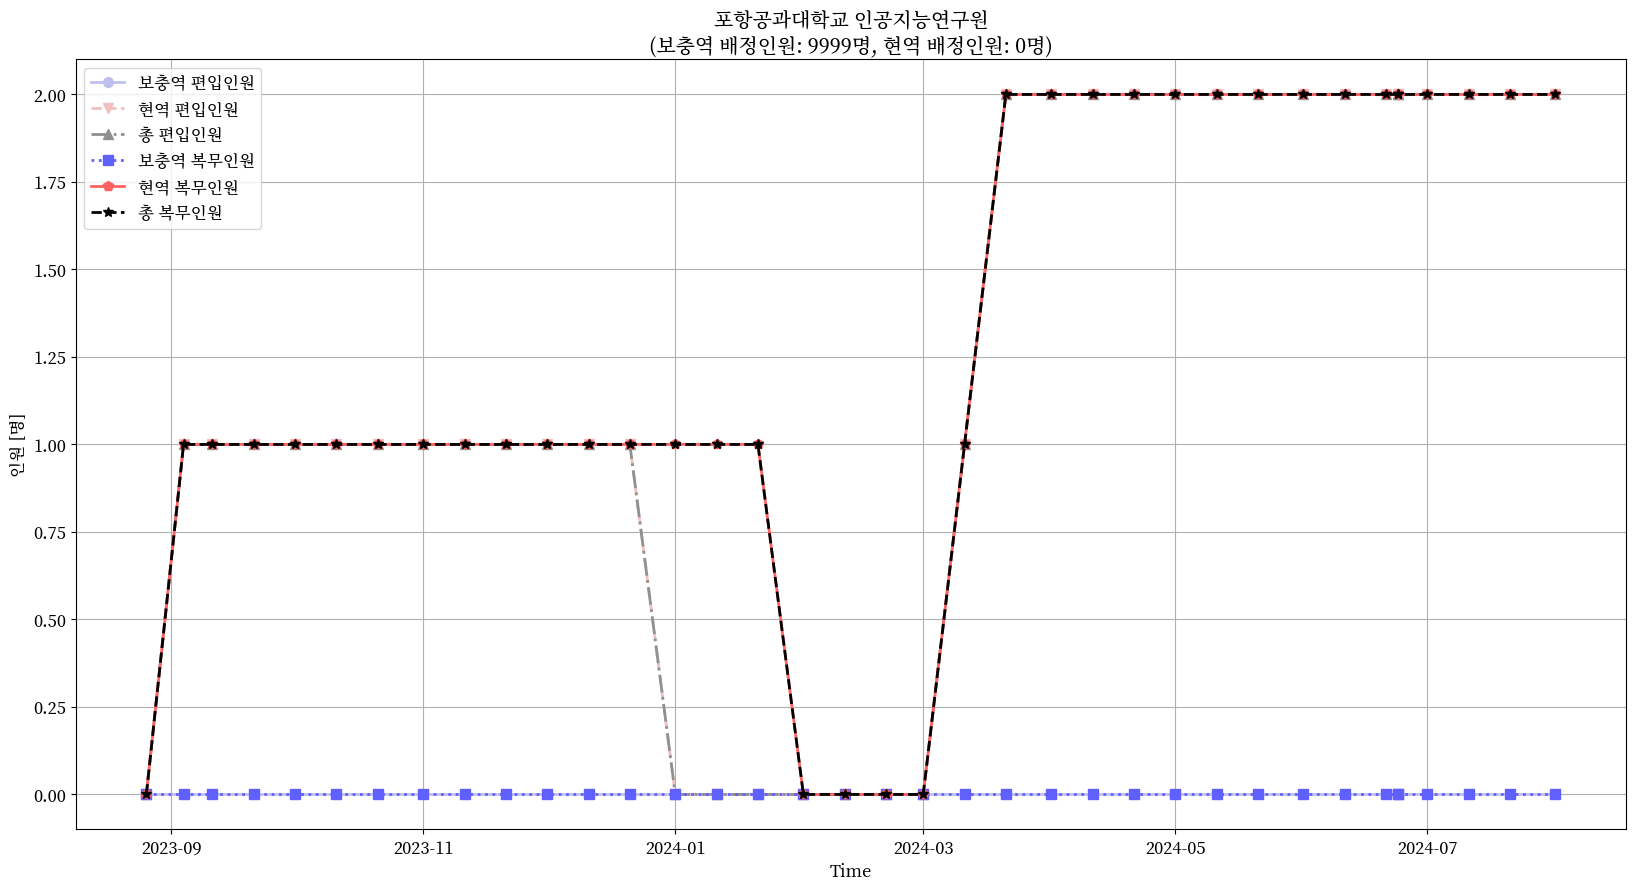 포항공과대학교 인공지능연구원
(보충역 배정인원: 9999명, 현역 배정인원: 0명)
보충역 편입인원
현역 편입인원
총 편입인원
보충역 복무인원
현역 복무인원
총 복무인원
인원 [명]
2.00
1.75
1.50
1.25
1.00
0.75
0.50
0.25
0.00
2023-09
2023-11
2024-01
2024-03
2024-05
2024-07
Time